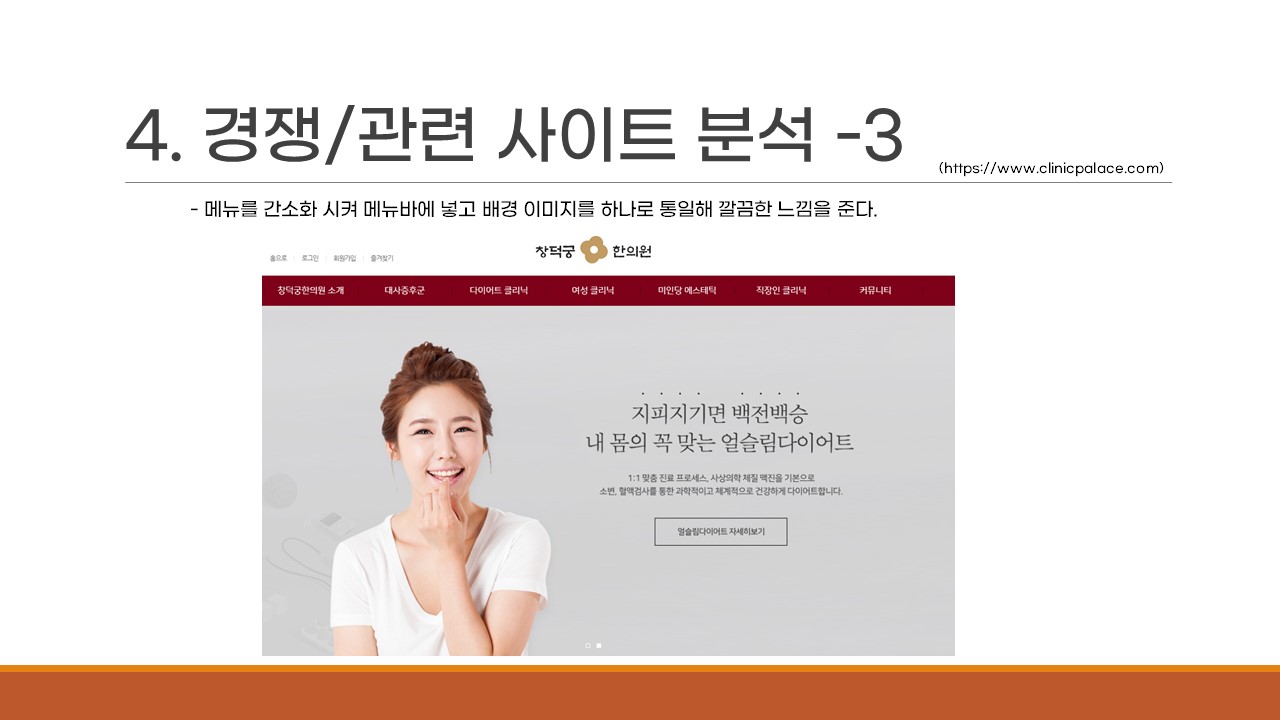 4. 경쟁/관련 사이트 분석 -3
(https://www.clinicpalace.com)
- 메뉴를 간소화 시켜 메뉴바에 넣고 배경 이미지를 하나로 통일해 깔끔한 느낌을 준다.
홈으로 로그인 회원가입 즐겨찾기
창덕궁 한의원
창덕궁한의원 소개 대사증후군 다이어트 클리닉 여성 클리닉 미인당 에스테틱 직장인 클리닉 커뮤니티
지피지기면 백전백승
내 몸의 꼭 맞는 얼슬림다이어트
1:1 맞춤 진료 프로세스, 사상의학 체질 맥진을 기본으로
소변, 혈액검사를 통한 과학적이고 체계적으로 건강하게 다이어트합니다.
얼슬림다이어트 자세히보기